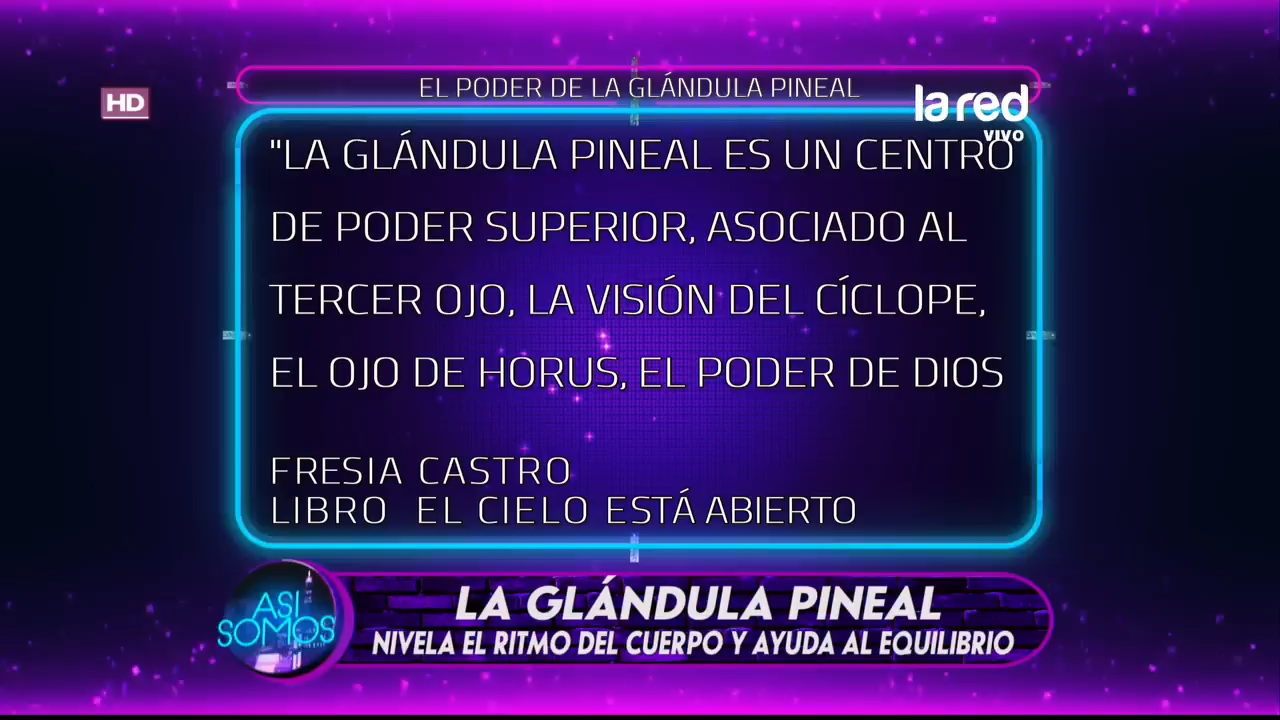 EL PODER DE LA GLÁNDULA PINEAL
HD
la red
VIVO
"LA GLÁNDULA PINEAL ES UN CENTRO
DE PODER SUPERIOR, ASOCIADO AL
TERCER OJO, LA VISIÓN DEL CÍCLOPE,
EL OJO DE HORUS, EL PODER DE DIOS
FRESIA CASTRO
LIBRO EL CIELO ESTÁ ABIERTO
ASI
SOMOS
LA GLÁNDULA PINEAL
NIVELA EL RITMO DEL CUERPO Y AYUDA AL EQUILIBRIO